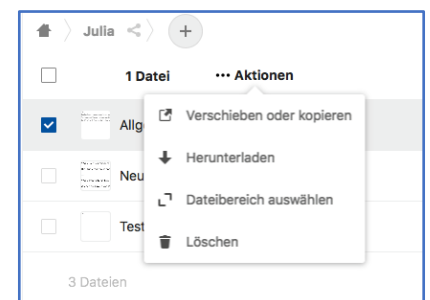 Julia
1 Datei ··· Aktionen
Verschieben oder kopieren
Allg
Herunterladen
Neu
Dateibereich auswählen
Test
Löschen
3 Dateien